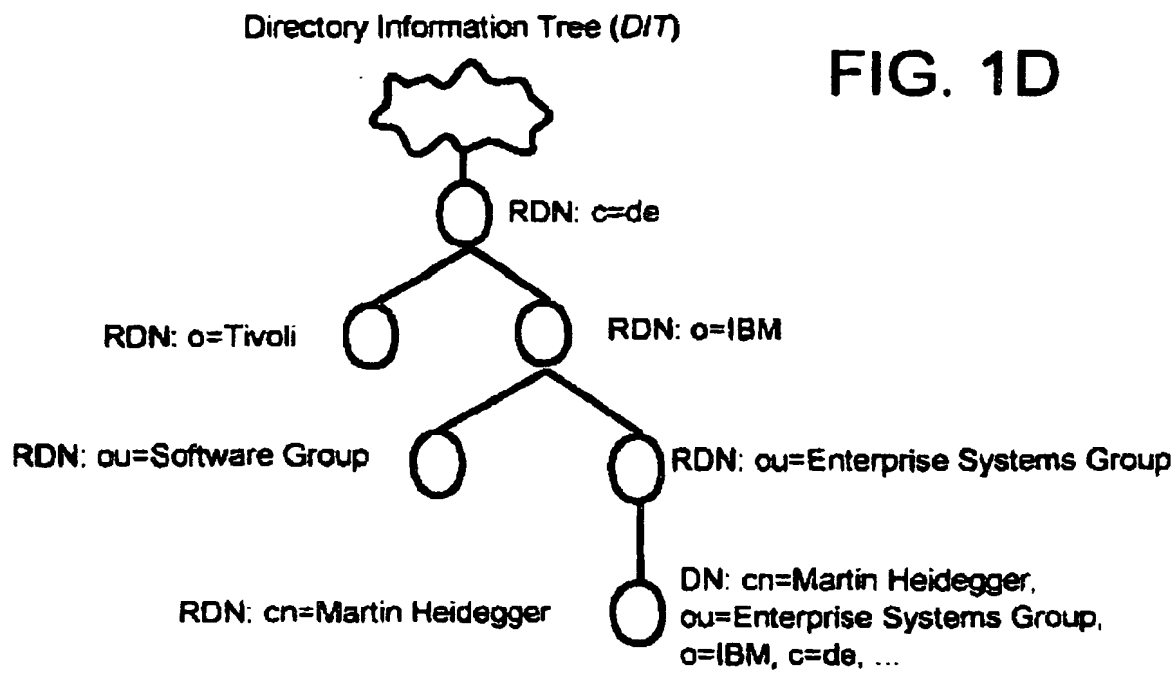 Directory Information Tree (DIT)
FIG. 1D
RDN: c=de
RDN: o=Tivoli
RDN: o=IBM
RDN: ou=Software Group
RDN: ou=Enterprise Systems Group
RDN: cn=Martin Heidegger
DN: cn=Martin Heidegger,
ou=Enterprise Systems Group,
o=IBM, c=de, ...